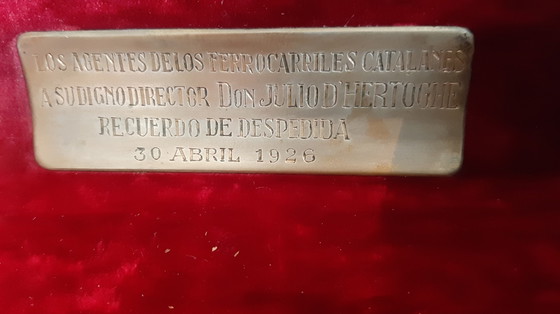 LOS AGENTES DE LOS FERROCARRILES CATALANES
A SU DIGNO DIRECTOR DON JULIO D'HERTOGHE
RECUERDO DE DESPEDIDA
30 ABRIL 1926